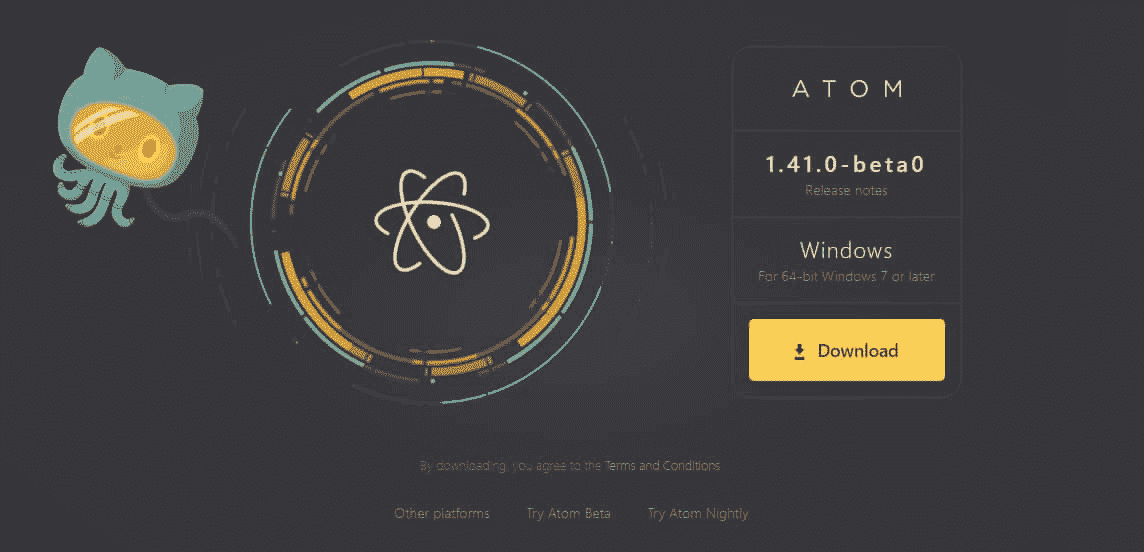 ATOM
1.41.0-beta0
Release notes
Windows
For 64-bit Windows 7 or later
Download
By downloading, you agree to the Terms and Conditions
Other platforms Try Atom Beta Try Atom Nightly